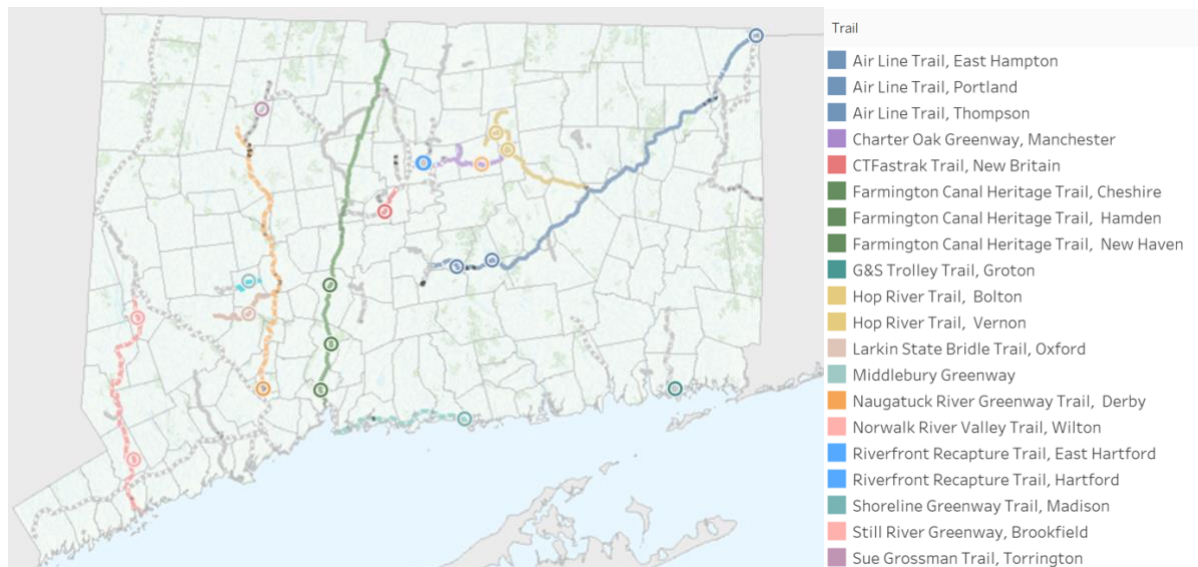 Trail
Air Line Trail, East Hampton
Air Line Trail, Portland
Air Line Trail, Thompson
Charter Oak Greenway, Manchester
CTFastrak Trail, New Britain
Farmington Canal Heritage Trail, Cheshire
Farmington Canal Heritage Trail, Hamden
Farmington Canal Heritage Trail, New Haven
G&S Trolley Trail, Groton
Hop River Trail, Bolton
Hop River Trail, Vernon
Larkin State Bridle Trail, Oxford
Middlebury Greenway
Naugatuck River Greenway Trail, Derby
Norwalk River Valley Trail, Wilton
Riverfront Recapture Trail, East Hartford
Riverfront Recapture Trail, Hartford
Shoreline Greenway Trail, Madison
Still River Greenway, Brookfield
Sue Grossman Trail, Torrington